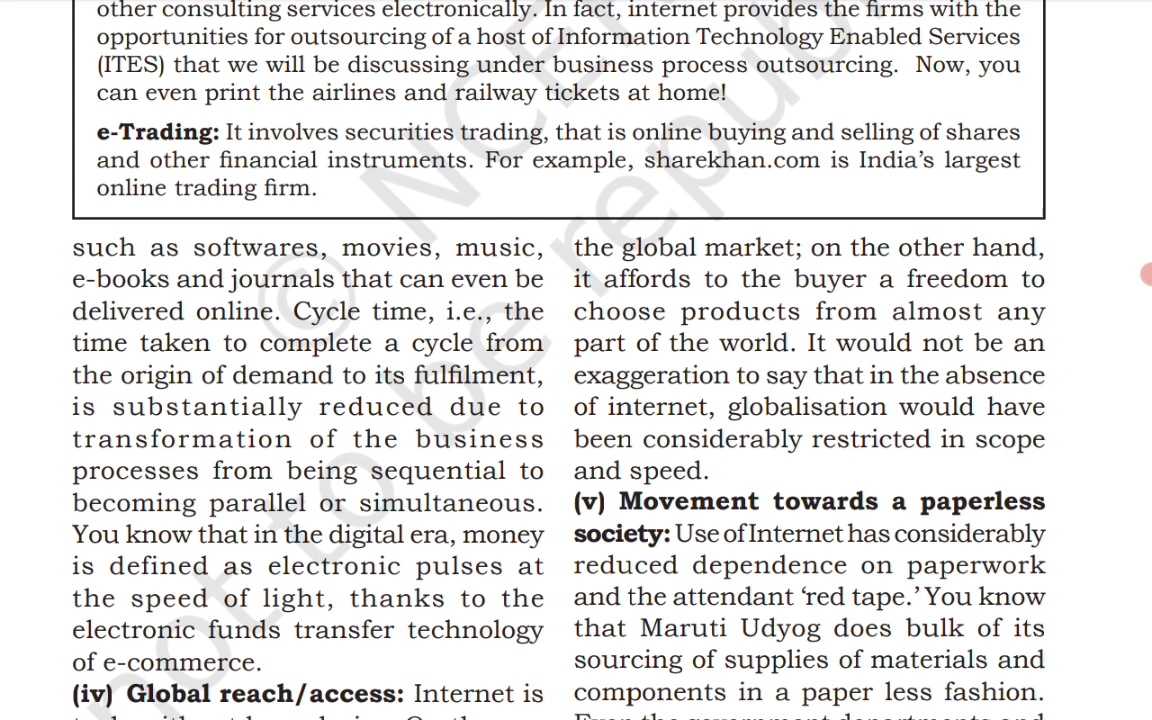 other consulting services electronically. In fact, internet provides the firms with the
opportunities for outsourcing of a host of Information Technology Enabled Services
(ITES) that we will be discussing under business process outsourcing. Now, you
can even print the airlines and railway tickets at home!
e-Trading: It involves securities trading, that is online buying and selling of shares
and other financial instruments. For example, sharekhan.com is India’s largest
online trading firm.
such as softwares, movies, music,
e-books and journals that can even be
delivered online. Cycle time, i.e., the
time taken to complete a cycle from
the origin of demand to its fulfilment,
is substantially reduced due to
transformation of the business
processes from being sequential to
becoming parallel or simultaneous.
You know that in the digital era, money
is defined as electronic pulses at
the speed of light, thanks to the
electronic funds transfer technology
of e-commerce.
(iv) Global reach/access: Internet is
the global market; on the other hand,
it affords to the buyer a freedom to
choose products from almost any
part of the world. It would not be an
exaggeration to say that in the absence
of internet, globalisation would have
been considerably restricted in scope
and speed.
(v) Movement towards a paperless
society: Use of Internet has considerably
reduced dependence on paperwork
and the attendant ‘red tape.’ You know
that Maruti Udyog does bulk of its
sourcing of supplies of materials and
components in a paper less fashion.
© NCE
not to be republ